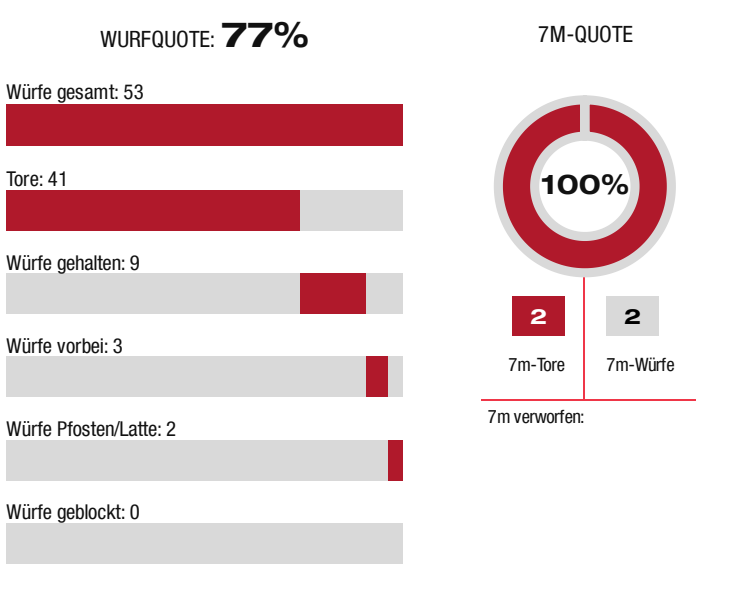 WURFQUOTE: 77%
Würfe gesamt: 53
Tore: 41
Würfe gehalten: 9
Würfe vorbei: 3
Würfe Pfosten/Latte: 2
Würfe geblockt: 0
7M-QUOTE
100%
2 2
7m-Tore 7m-Würfe
7m verworfen: